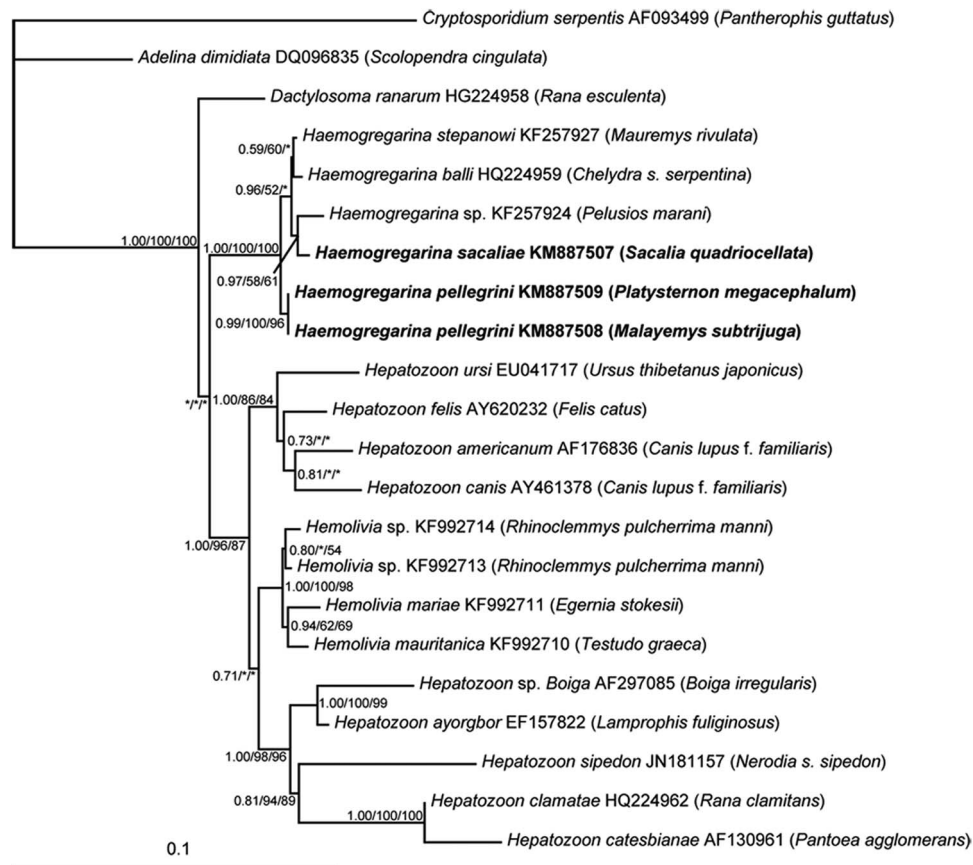 Cryptosporidium serpentis AF093499 (Pantherophis guttatus)
Adelina dimidiata DQ096835 (Scolopendra cingulata)
Dactylosoma ranarum HG224958 (Rana esculenta)
Haemogregarina stepanowi KF257927 (Mauremys rivulata)
0.59/60/*
Haemogregarina balli HQ224959 (Chelydra s. serpentina)
0.96/52/*
Haemogregarina sp. KF257924 (Pelusios marani)
1.00/100/100
1.00/100/100
Haemogregarina sacaliae KM887507 (Sacalia quadriocellata)
0.97/58/61
Haemogregarina pellegrini KM887509 (Platysternon megacephalum)
0.99/100/96
Haemogregarina pellegrini KM887508 (Malayemys subtrijuga)
Hepatozoon ursi EU041717 (Ursus thibetanus japonicus)
*/*/*
1.00/86/84
Hepatozoon felis AY620232 (Felis catus)
0.73/*/*
Hepatozoon americanum AF176836 (Canis lupus f. familiaris)
0.81/*/*
Hepatozoon canis AY461378 (Canis lupus f. familiaris)
Hemolivia sp. KF992714 (Rhinoclemmys pulcherrima manni)
1.00/96/87
0.80/*/54
Hemolivia sp. KF992713 (Rhinoclemmys pulcherrima manni)
1.00/100/98
Hemolivia mariae KF992711 (Egernia stokesii)
0.94/62/69
Hemolivia mauritanica KF992710 (Testudo graeca)
0.71/*/*
Hepatozoon sp. Boiga AF297085 (Boiga irregularis)
1.00/100/99
Hepatozoon ayorgbor EF157822 (Lamprophis fuliginosus)
1.00/98/96
Hepatozoon sipedon JN181157 (Nerodia s. sipedon)
0.81/94/89
Hepatozoon clamatae HQ224962 (Rana clamitans)
1.00/100/100
Hepatozoon catesbianae AF130961 (Pantoea agglomerans)
0.1